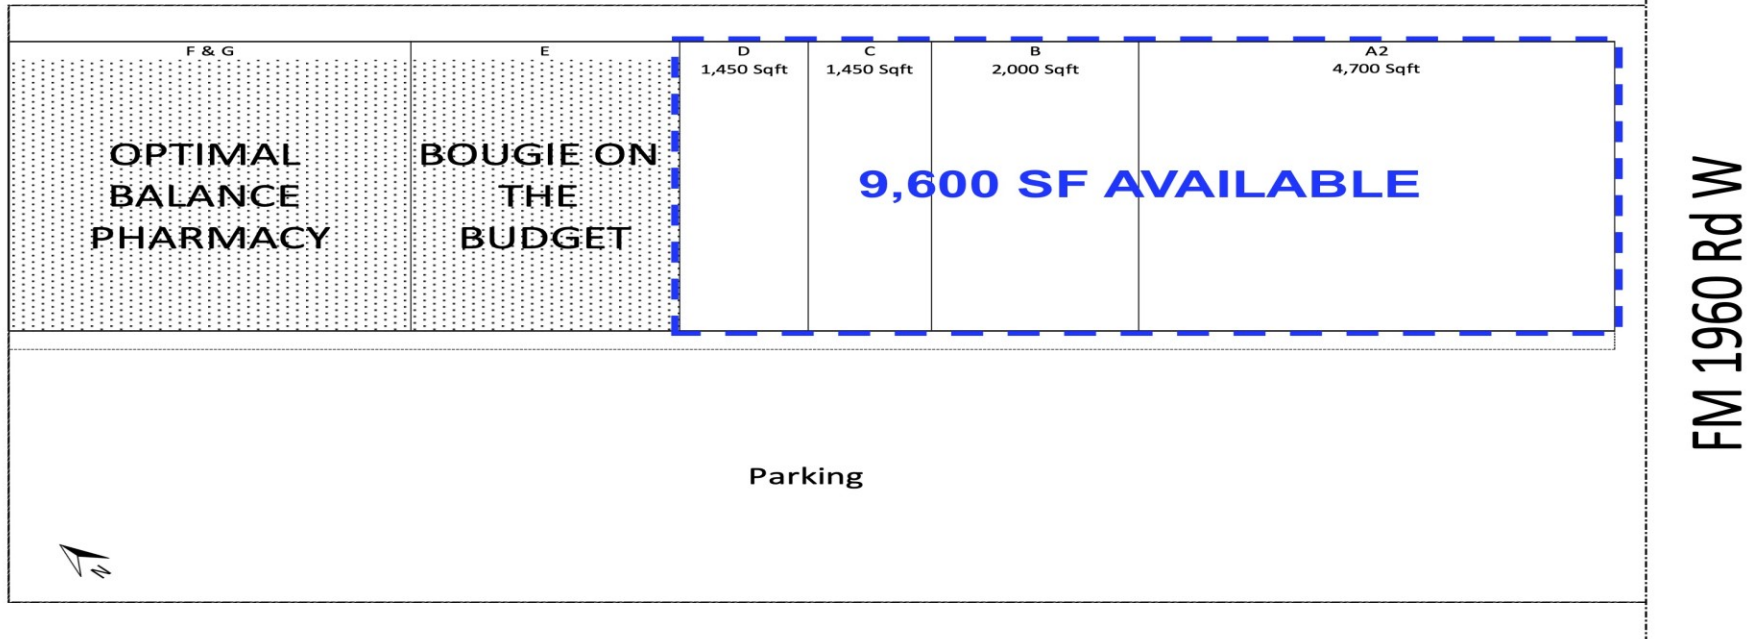 F & G
OPTIMAL
BALANCE
PHARMACY
E
BOUGIE ON
THE
BUDGET
D
1,450 Sqft
C
1,450 Sqft
B
2,000 Sqft
A2
4,700 Sqft
9,600 SF AVAILABLE
FM 1960 Rd W
Parking
N